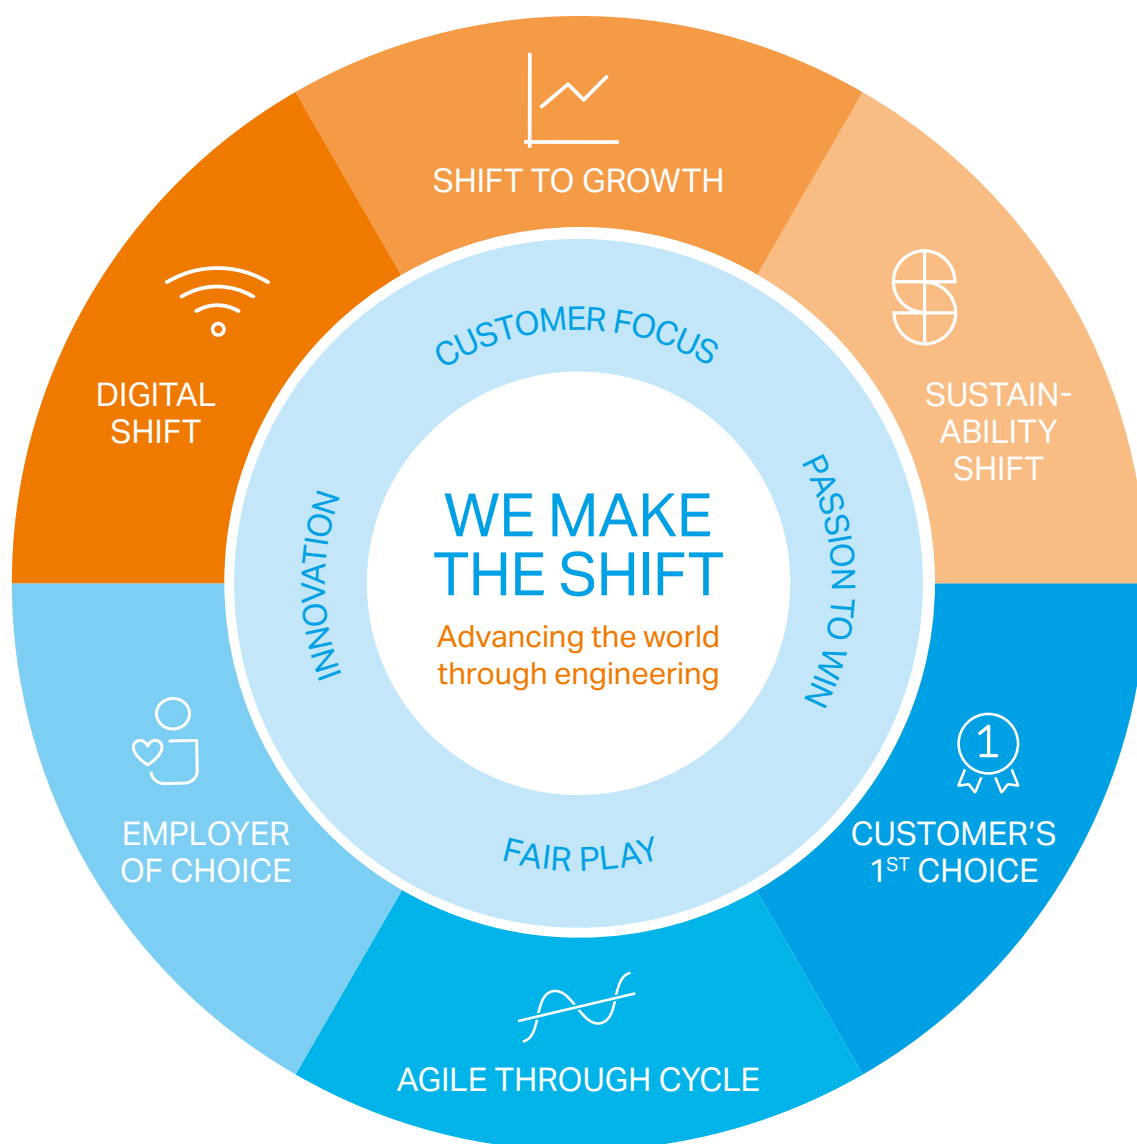 SHIFT TO GROWTH
DIGITAL
SHIFT
SUSTAIN-
ABILITY
SHIFT
CUSTOMER FOCUS
INNOVATION
PASSION TO WIN
WE MAKE
THE SHIFT
Advancing the world
through engineering
FAIR PLAY
EMPLOYER
OF CHOICE
1
CUSTOMER'S
1ST CHOICE
AGILE THROUGH CYCLE